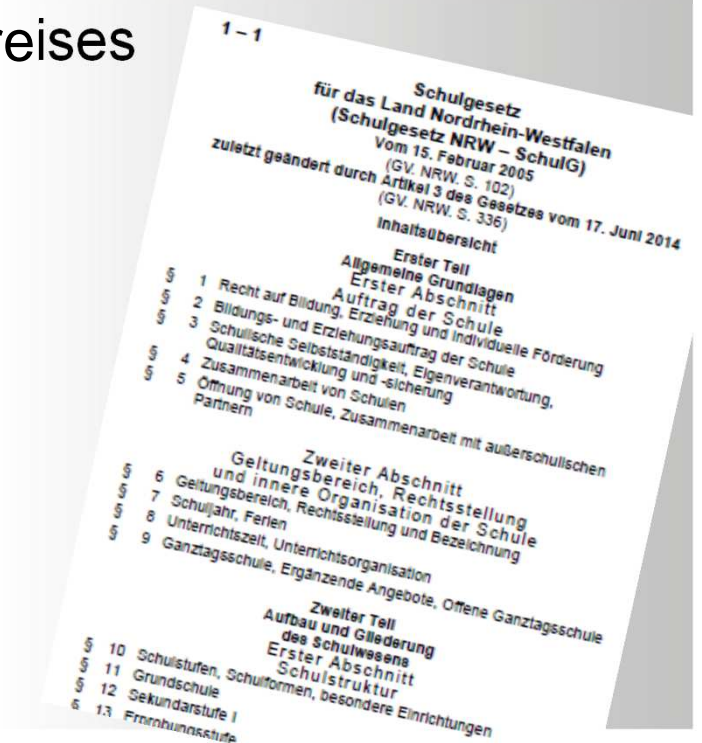 reises
1 – 1
Schulgesetz
für das Land Nordrhein-Westfalen
(Schulgesetz NRW – SchulG)
Vom 15. Februar 2005
(GV. NRW. S. 102)
zuletzt geändert durch Artikel 3 des Gesetzes vom 17. Juni 2014
(GV. NRW. S. 336)
Inhaltsübersicht
Erster Teil
Allgemeine Grundlagen
Erster Abschnitt
Auftrag der Schule
§ 1 Recht auf Bildung, Erziehung und individuelle Förderung
§ 2 Bildungs- und Erziehungsauftrag der Schule
§ 3 Schulische Selbstständigkeit, Eigenverantwortung,
Qualitätsentwicklung und -sicherung
§ 4 Zusammenarbeit von Schulen
§ 5 Öffnung von Schule, Zusammenarbeit mit außerschulischen
Partnern
Zweiter Abschnitt
Geltungsbereich, Rechtsstellung
und innere Organisation der Schule
§ 6 Geltungsbereich, Rechtsstellung und Bezeichnung
§ 7 Schuljahr, Ferien
§ 8 Unterrichtszeit, Unterrichtsorganisation
§ 9 Ganztagsschule, Ergänzende Angebote, Offene Ganztagsschule
Zweiter Teil
Aufbau und Gliederung
des Schulwesens
Erster Abschnitt
Schulstruktur
§ 10 Schulstufen, Schulformen, besondere Einrichtungen
§ 11 Grundschule
§ 12 Sekundarstufe I
§ 13 Erprobungsstufe